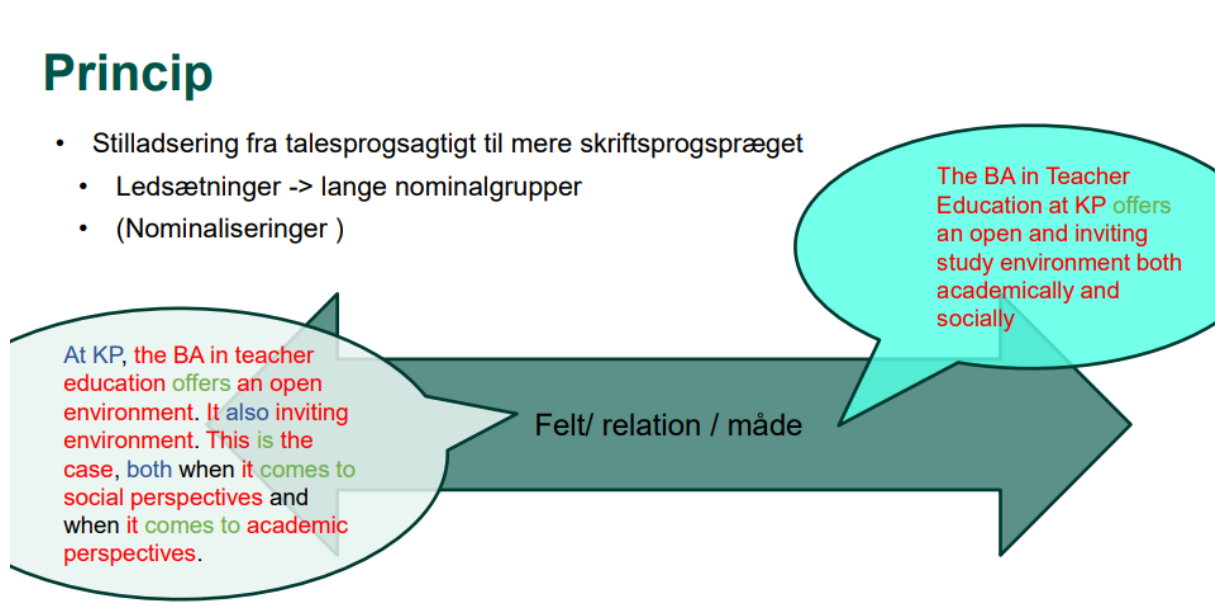 Princip
• Stilladsering fra talesprogsagtigt til mere skriftsprogspræget
• Ledsætninger -> lange nominalgrupper
• (Nominaliseringer )
The BA in Teacher
Education at KP offers
an open and inviting
study environment both
academically and
socially
At KP, the BA in teacher
education offers an open
environment. It also inviting
environment. This is the
case, both when it comes to
social perspectives and
when it comes to academic
perspectives.
Felt/ relation / måde